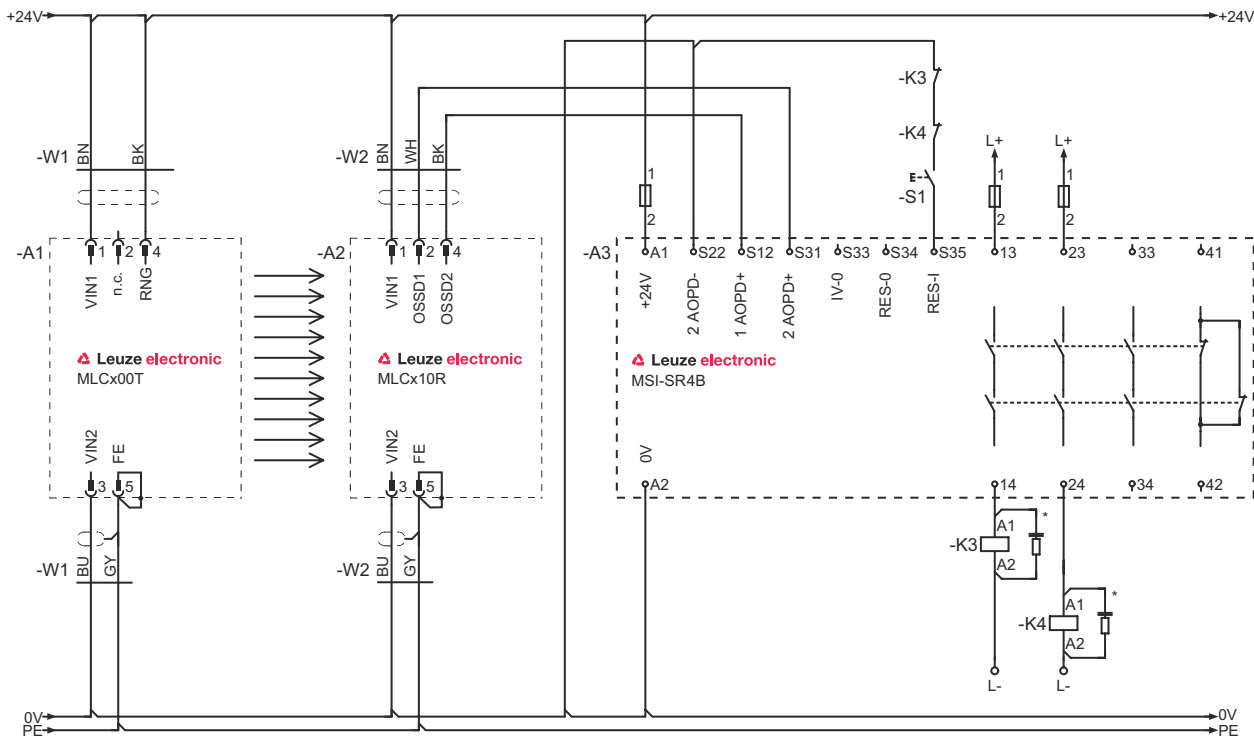 +24V
+24V
-K3
-K4
-S1
-W1
BN
BK
-W2
BN
WH
BK
1
2
L+
1
2
L+
1
2
-A1
1
2
4
VIN1
n.c.
RNG
-A2
1
2
4
VIN1
OSSD1
OSSD2
-A3
A1
S22
S12
S31
S33
S34
S35
13
23
33
41
+24V
2 AOPD-
1 AOPD+
2 AOPD+
IV-0
RES-0
RES-I
Leuze electronic
MLCx00T
Leuze electronic
MLCx10R
Leuze electronic
MSI-SR4B
VIN2
FE
3
5
VIN2
FE
3
5
0V
A2
14
24
34
42
-W1
BU
GY
-W2
BU
GY
-K3
A1
A2
*
-K4
A1
A2
*
L-
L-
0V
PE
0V
PE